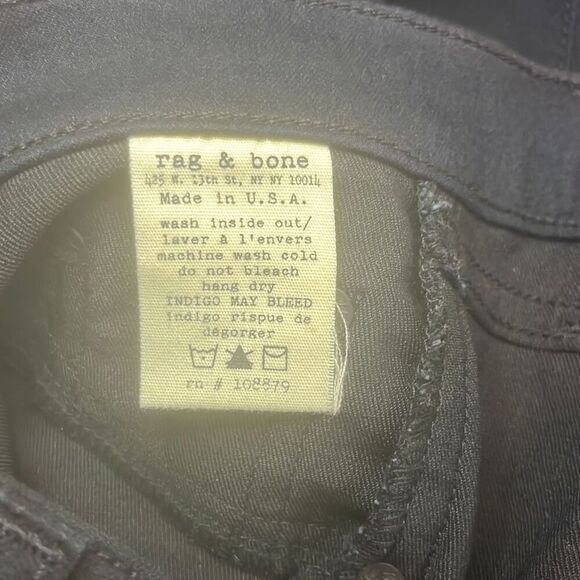 rag & bone
425 W. 13th St, NY NY 10014
Made in U.S.A.
wash inside out/
laver à l'envers
machine wash cold
do not bleach
hang dry
INDIGO MAY BLEED
indigo rispue de
dégorger
rn # 108879